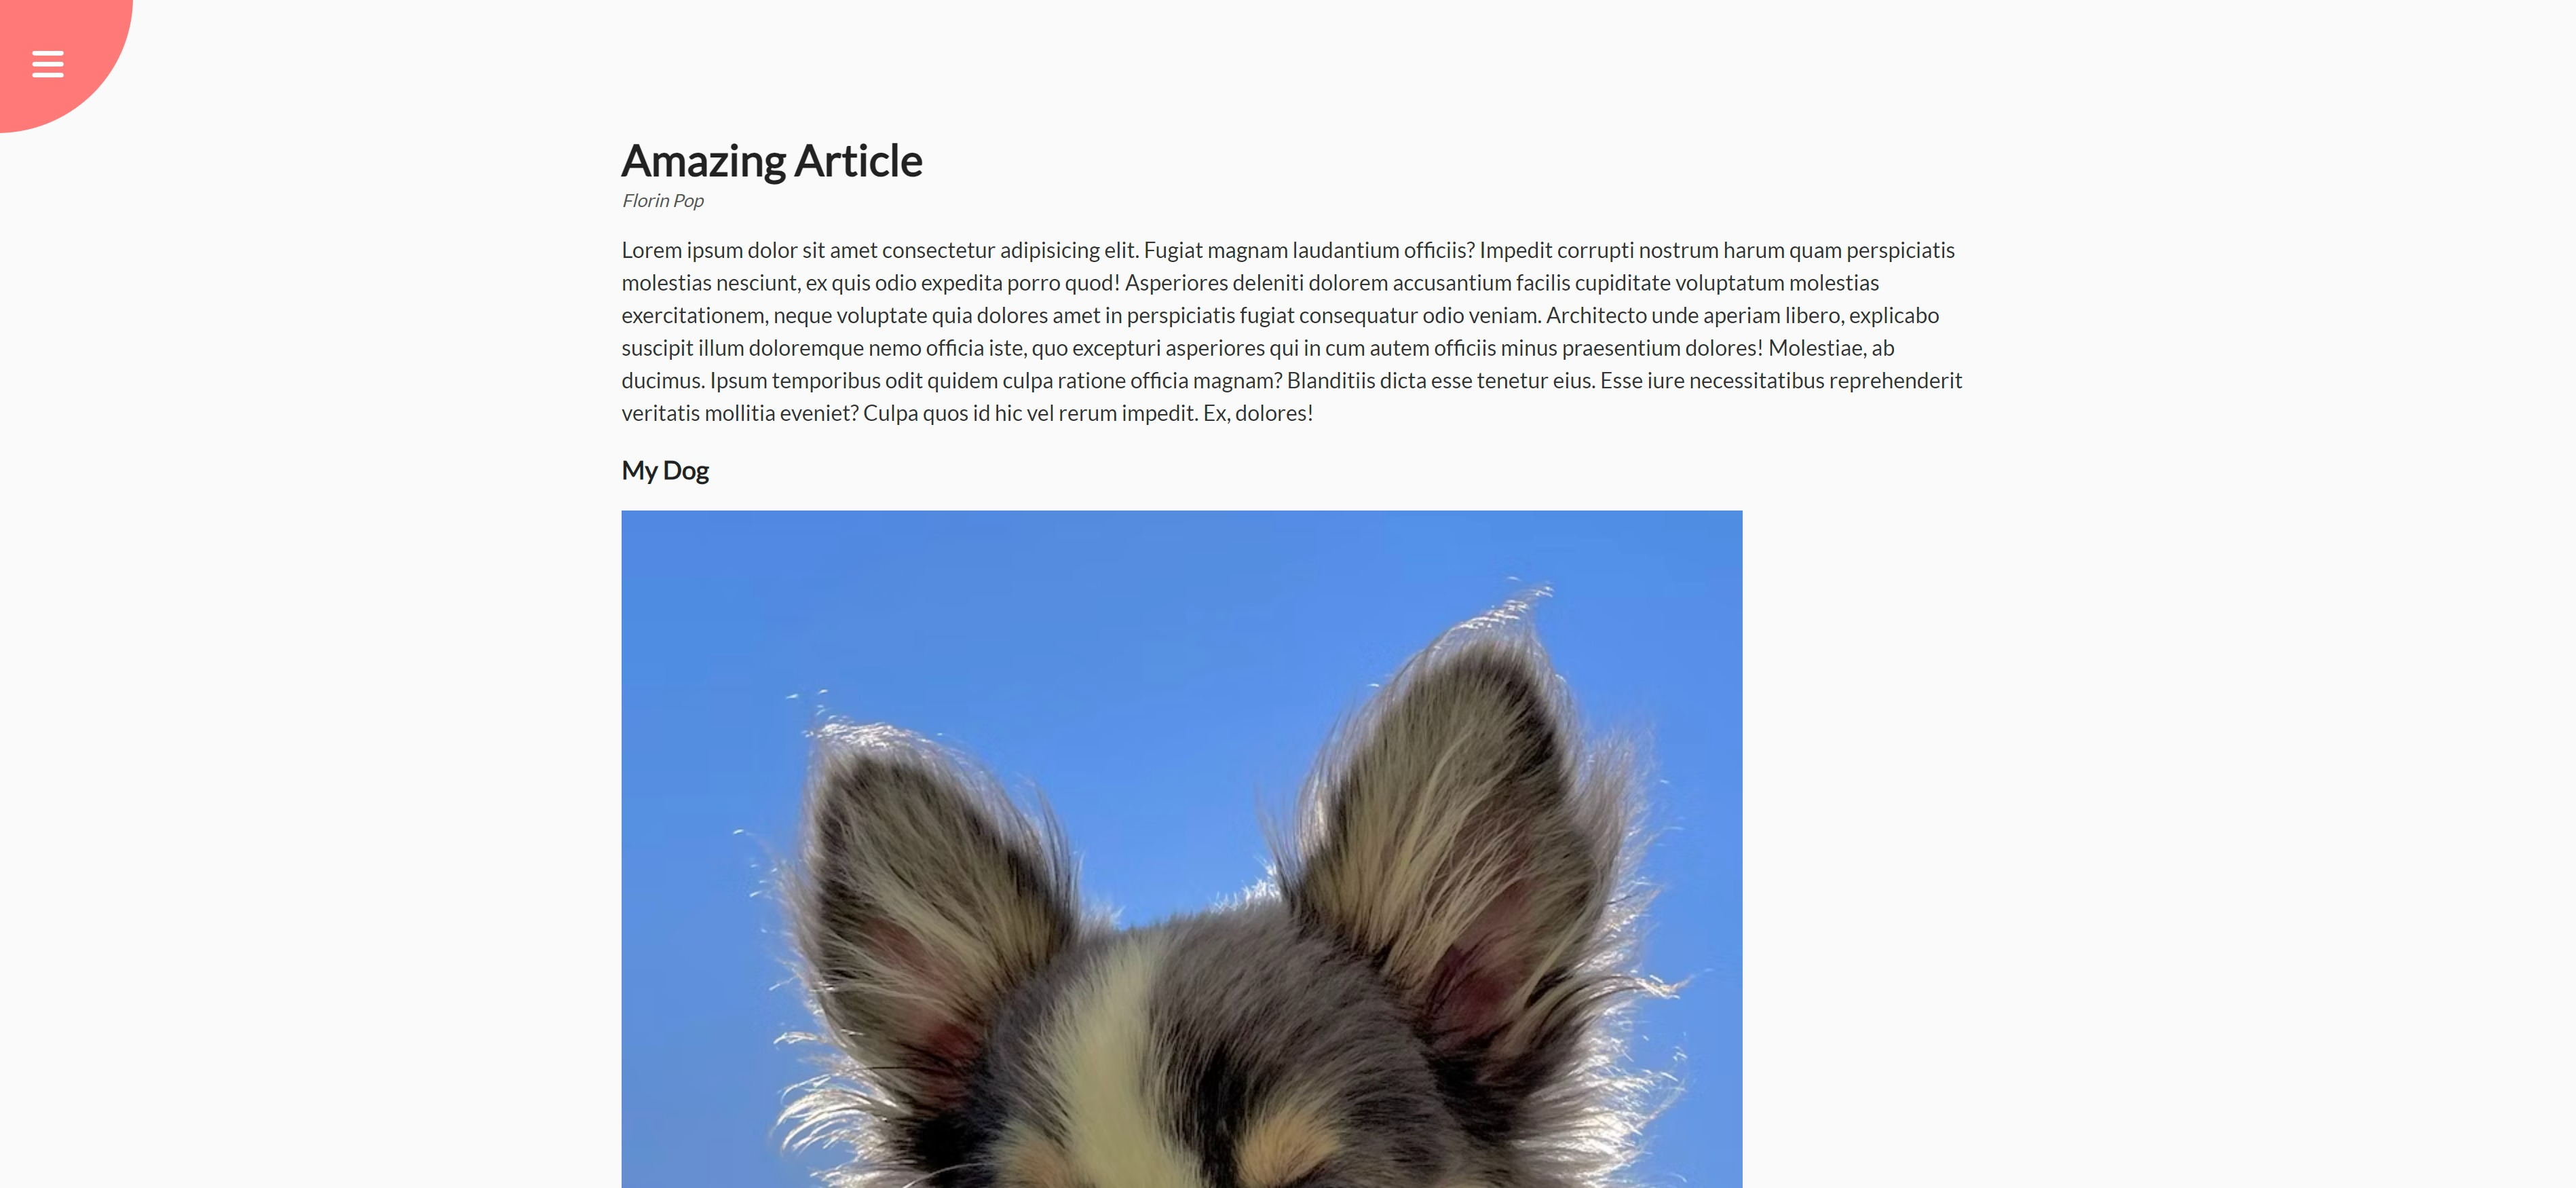 Amazing Article
Florin Pop
Lorem ipsum dolor sit amet consectetur adipisicing elit. Fugiat magnam laudantium officiis? Impedit corrupti nostrum harum quam perspiciatis
molestias nesciunt, ex quis odio expedita porro quod! Asperiores deleniti dolorem accusantium facilis cupiditate voluptatum molestias
exercitationem, neque voluptate quia dolores amet in perspiciatis fugiat consequatur odio veniam. Architecto unde aperiam libero, explicabo
suscipit illum doloremque nemo officia iste, quo excepturi asperiores qui in cum autem officiis minus praesentium dolores! Molestiae, ab
ducimus. Ipsum temporibus odit quidem culpa ratione officia magnam? Blanditiis dicta esse tenetur eius. Esse iure necessitatibus reprehenderit
veritatis mollitia eveniet? Culpa quos id hic vel rerum impedit. Ex, dolores!
My Dog